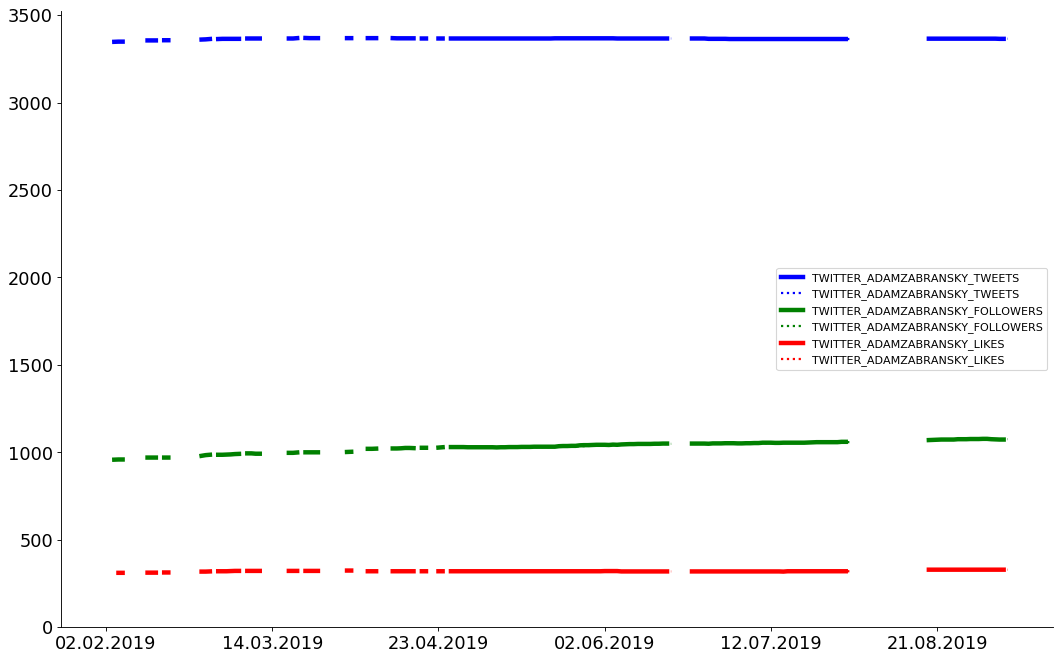 3500
3000
2500
2000
1500
1000
500
0
02.02.2019 14.03.2019 23.04.2019 02.06.2019 12.07.2019 21.08.2019
TWITTER_ADAMZABRANSKY_TWEETS
TWITTER_ADAMZABRANSKY_TWEETS
TWITTER_ADAMZABRANSKY_FOLLOWERS
TWITTER_ADAMZABRANSKY_FOLLOWERS
TWITTER_ADAMZABRANSKY_LIKES
TWITTER_ADAMZABRANSKY_LIKES